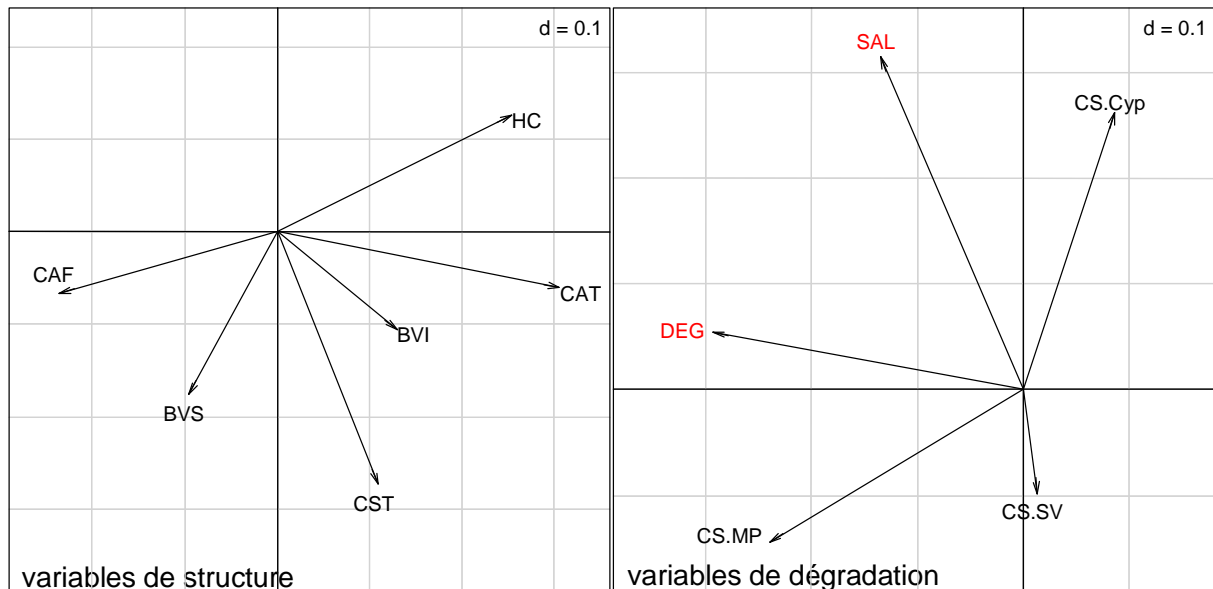 d = 0.1
HC
CAF
CAT
BVI
BVS
CST
variables de structure
d = 0.1
SAL
CS.Cyp
DEG
CS.SV
CS.MP
variables de dégradation